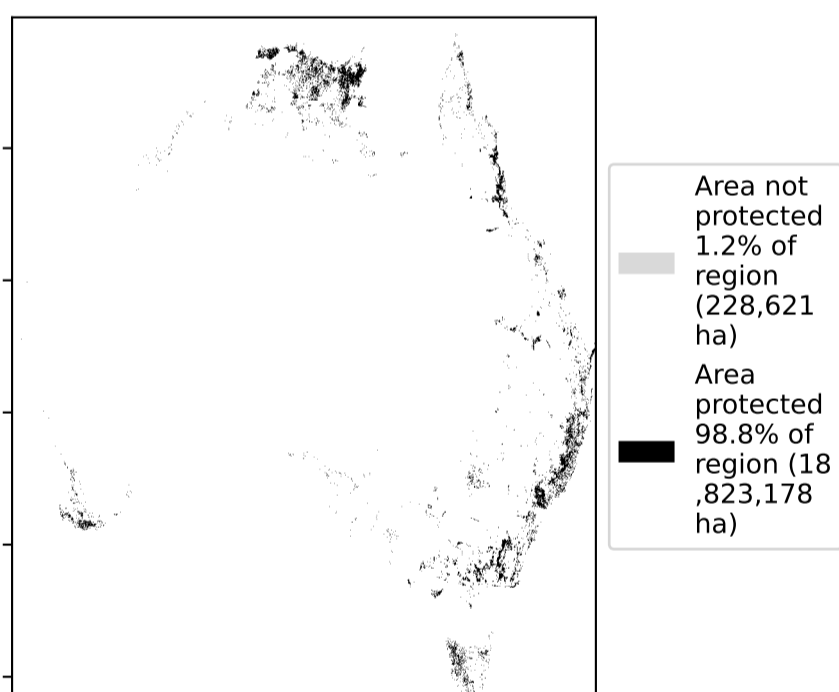 Area not
protected
1.2% of
region
(228,621
ha)
Area
protected
98.8% of
region (18
,823,178
ha)